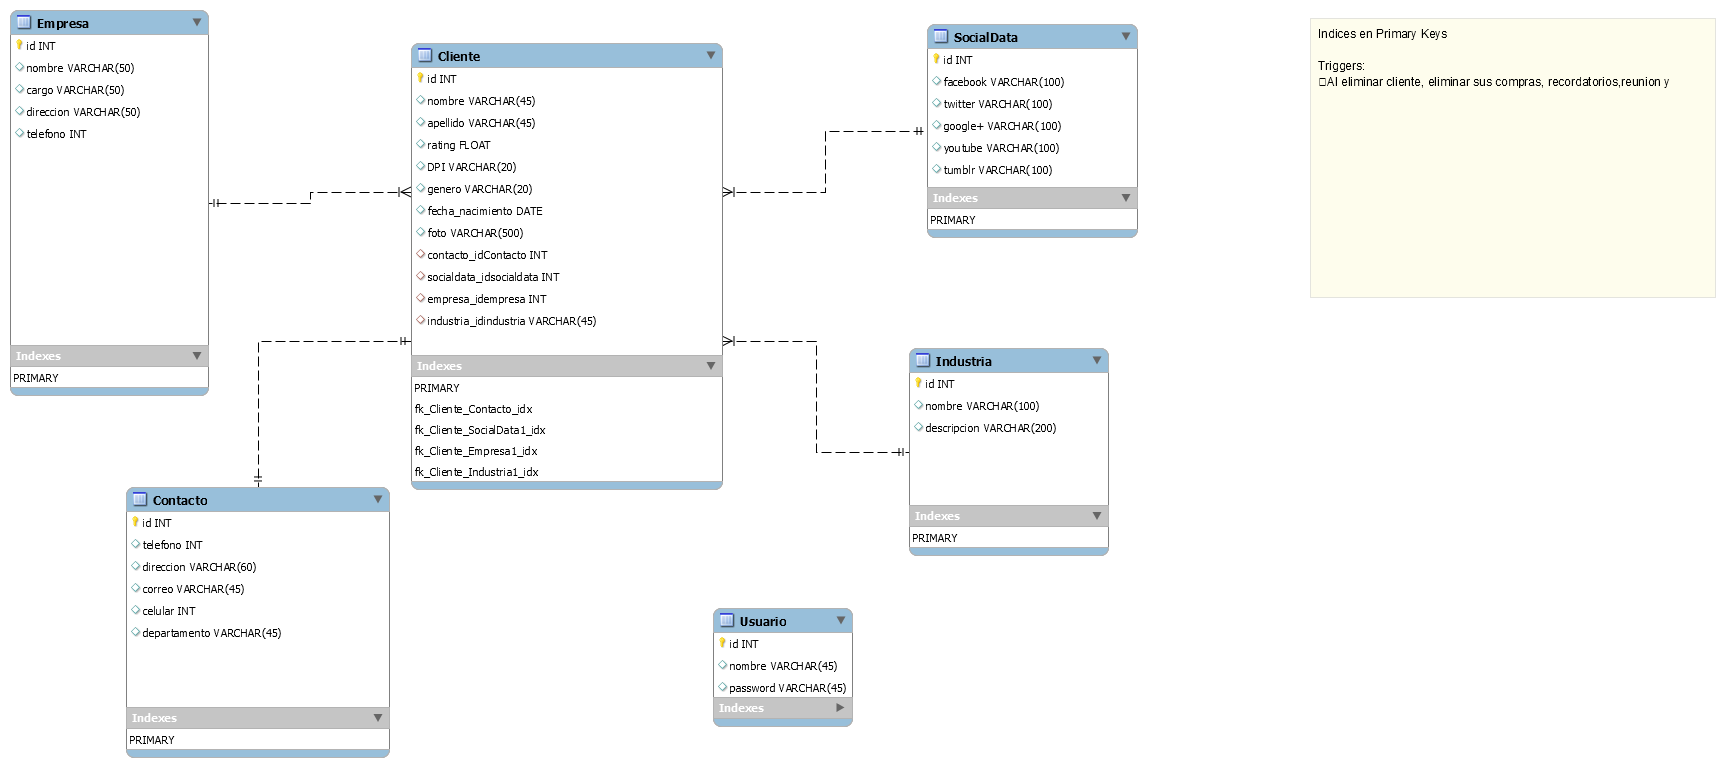 Empresa
id INT
nombre VARCHAR(50)
cargo VARCHAR(50)
direccion VARCHAR(50)
telefono INT
Indexes
PRIMARY
Cliente
id INT
nombre VARCHAR(45)
apellido VARCHAR(45)
rating FLOAT
DPI VARCHAR(20)
genero VARCHAR(20)
fecha_nacimiento DATE
foto VARCHAR(500)
contacto_idContacto INT
socialdata_idsocialdata INT
empresa_idempresa INT
industria_idindustria VARCHAR(45)
Indexes
PRIMARY
fk_Cliente_Contacto_idx
fk_Cliente_SocialData1_idx
fk_Cliente_Empresa1_idx
fk_Cliente_Industria1_idx
SocialData
id INT
facebook VARCHAR(100)
twitter VARCHAR(100)
google+ VARCHAR(100)
youtube VARCHAR(100)
tumblr VARCHAR(100)
Indexes
PRIMARY
Indices en Primary Keys
Triggers:
Al eliminar cliente, eliminar sus compras, recordatorios,reunion y
Industria
id INT
nombre VARCHAR(100)
descripcion VARCHAR(200)
Indexes
PRIMARY
Contacto
id INT
telefono INT
direccion VARCHAR(60)
correo VARCHAR(45)
celular INT
departamento VARCHAR(45)
Indexes
PRIMARY
Usuario
id INT
nombre VARCHAR(45)
password VARCHAR(45)
Indexes